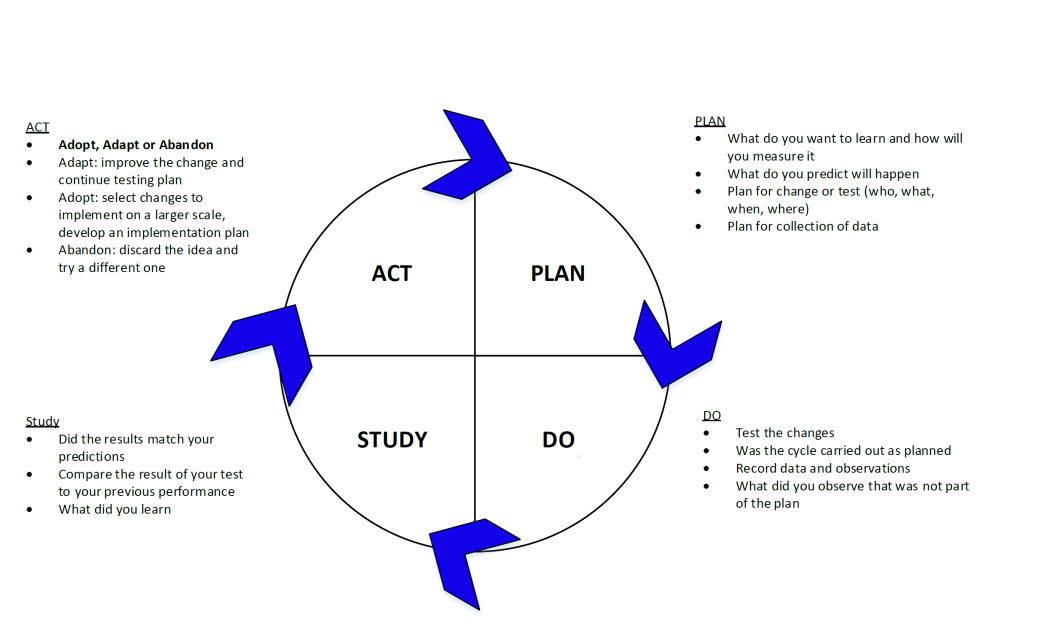 ACT
• Adopt, Adapt or Abandon
• Adapt: improve the change and
continue testing plan
• Adopt: select changes to
implement on a larger scale,
develop an implementation plan
• Abandon: discard the idea and
try a different one
PLAN
• What do you want to learn and how will
you measure it
• What do you predict will happen
• Plan for change or test (who, what,
when, where)
• Plan for collection of data
ACT
PLAN
STUDY
DO
Study
• Did the results match your
predictions
• Compare the result of your test
to your previous performance
• What did you learn
DO
• Test the changes
• Was the cycle carried out as planned
• Record data and observations
• What did you observe that was not part
of the plan